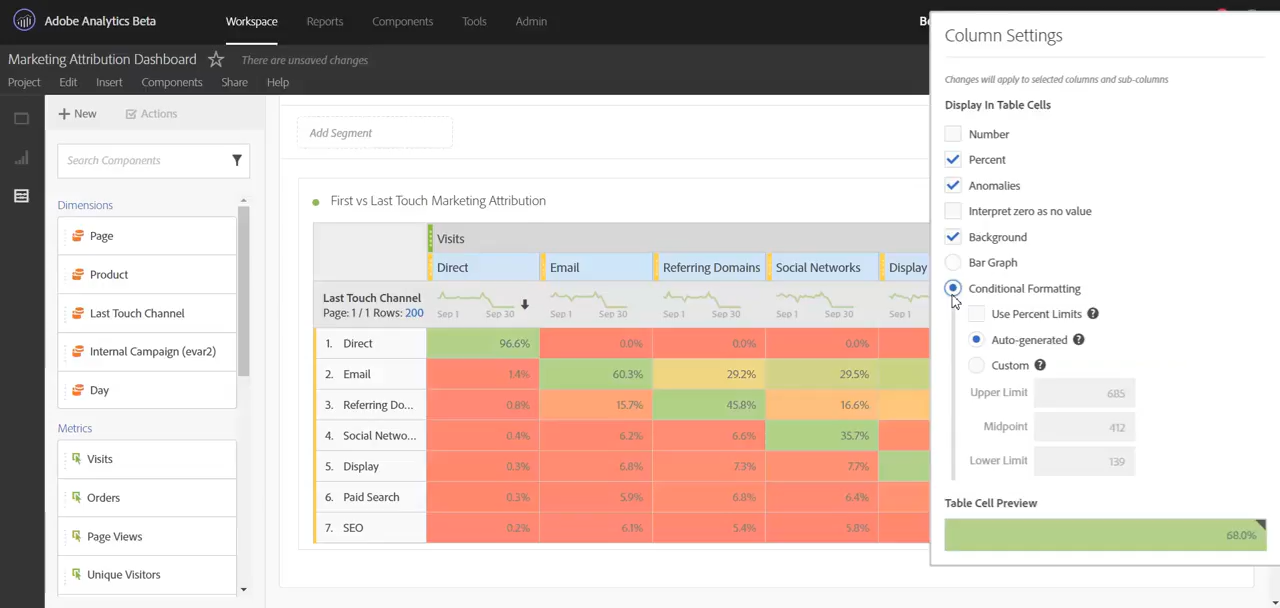 Adobe Analytics Beta
Workspace
Reports
Components
Tools
Admin
Marketing Attribution Dashboard
There are unsaved changes
Project
Edit
Insert
Components
Share
Help
New
Actions
Search Components
Dimensions
Page
Product
Last Touch Channel
Internal Campaign (evar2)
Day
Metrics
Visits
Orders
Page Views
Unique Visitors
Add Segment
First vs Last Touch Marketing Attribution
Visits
Direct Email Referring Domains Social Networks Display
Last Touch Channel
Page: 1 / 1 Rows: 200
Sep 1 Sep 30 Sep 1 Sep 30 Sep 1 Sep 30 Sep 1 Sep 30 Sep 1
1. Direct 96.6% 0.0% 0.0% 0.0%
2. Email 1.4% 60.3% 29.2% 29.5%
3. Referring Do... 0.8% 15.7% 45.8% 16.6%
4. Social Netwo... 0.4% 6.2% 6.6% 35.7%
5. Display 0.3% 6.8% 7.3% 7.7%
6. Paid Search 0.3% 5.9% 6.8% 6.4%
7. SEO 0.2% 6.1% 5.4% 5.8%
Column Settings
Changes will apply to selected columns and sub-columns
Display In Table Cells
Number
Percent
Anomalies
Interpret zero as no value
Background
Bar Graph
Conditional Formatting
Use Percent Limits ?
Auto-generated ?
Custom ?
Upper Limit 685
Midpoint 412
Lower Limit 139
Table Cell Preview
68.0%